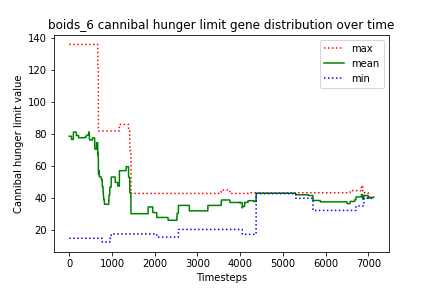 boids_6 cannibal hunger limit gene distribution over time
Cannibal hunger limit value
140
120
100
80
60
40
20
max
mean
min
0 1000 2000 3000 4000 5000 6000 7000
Timesteps